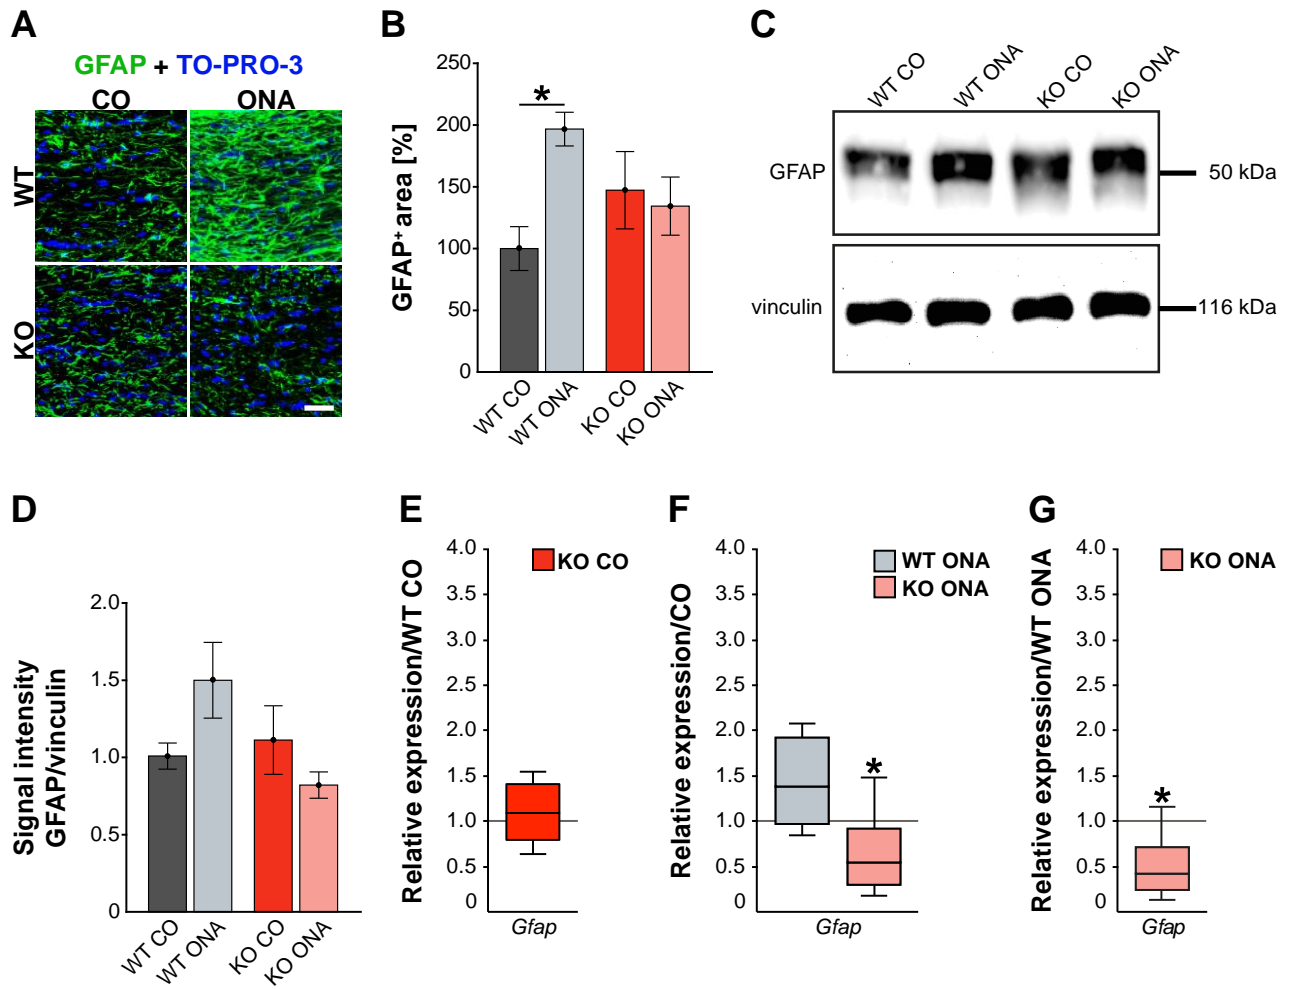 A
GFAP + TO-PRO-3
CO ONA
WT
KO
B
GFAP⁺ area [%]
250
200
150
100
50
0
*
WT CO
WT ONA
KO CO
KO ONA
C
WT CO
WT ONA
KO CO
KO ONA
GFAP
50 kDa
vinculin
116 kDa
D
Signal intensity
GFAP/vinculin
2.0
1.5
1.0
0.5
0
WT CO
WT ONA
KO CO
KO ONA
E
Relative expression/WT CO
4.0
3.5
3.0
2.5
2.0
1.5
1.0
0.5
0
KO CO
Gfap
F
Relative expression/CO
4.0
3.5
3.0
2.5
2.0
1.5
1.0
0.5
0
WT ONA
KO ONA
*
Gfap
G
Relative expression/WT ONA
4.0
3.5
3.0
2.5
2.0
1.5
1.0
0.5
0
KO ONA
*
Gfap